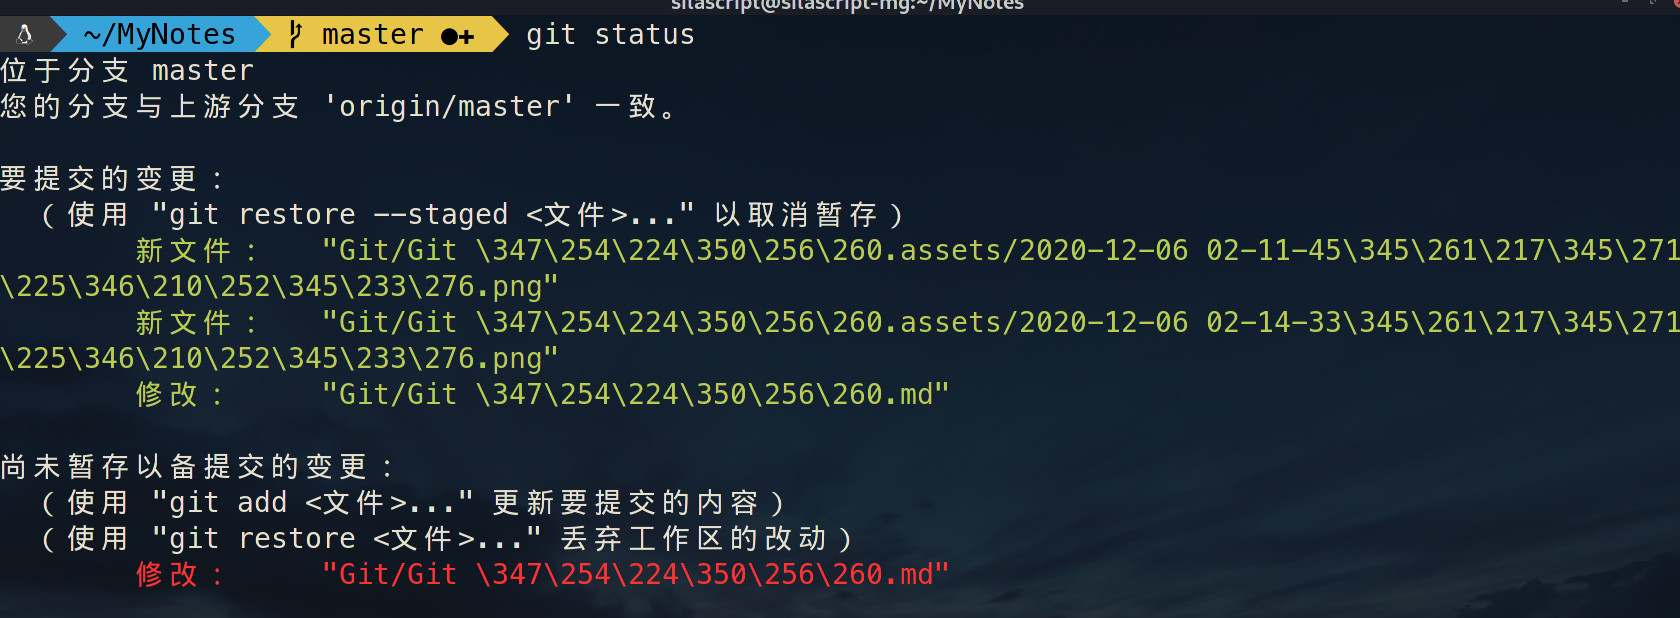 silascript@silascript-mg:~/MyNotes
~/MyNotes master ●✚ git status
位于分支 master
您的分支与上游分支 'origin/master' 一致。
要提交的变更：
（使用 "git restore --staged <文件>..." 以取消暂存）
新文件： "Git/Git \347\254\224\350\256\260.assets/2020-12-06 02-11-45\345\261\217\345\271
\225\346\210\252\345\233\276.png"
新文件： "Git/Git \347\254\224\350\256\260.assets/2020-12-06 02-14-33\345\261\217\345\271
\225\346\210\252\345\233\276.png"
修改： "Git/Git \347\254\224\350\256\260.md"
尚未暂存以备提交的变更：
（使用 "git add <文件>..." 更新要提交的内容）
（使用 "git restore <文件>..." 丢弃工作区的改动）
修改： "Git/Git \347\254\224\350\256\260.md"